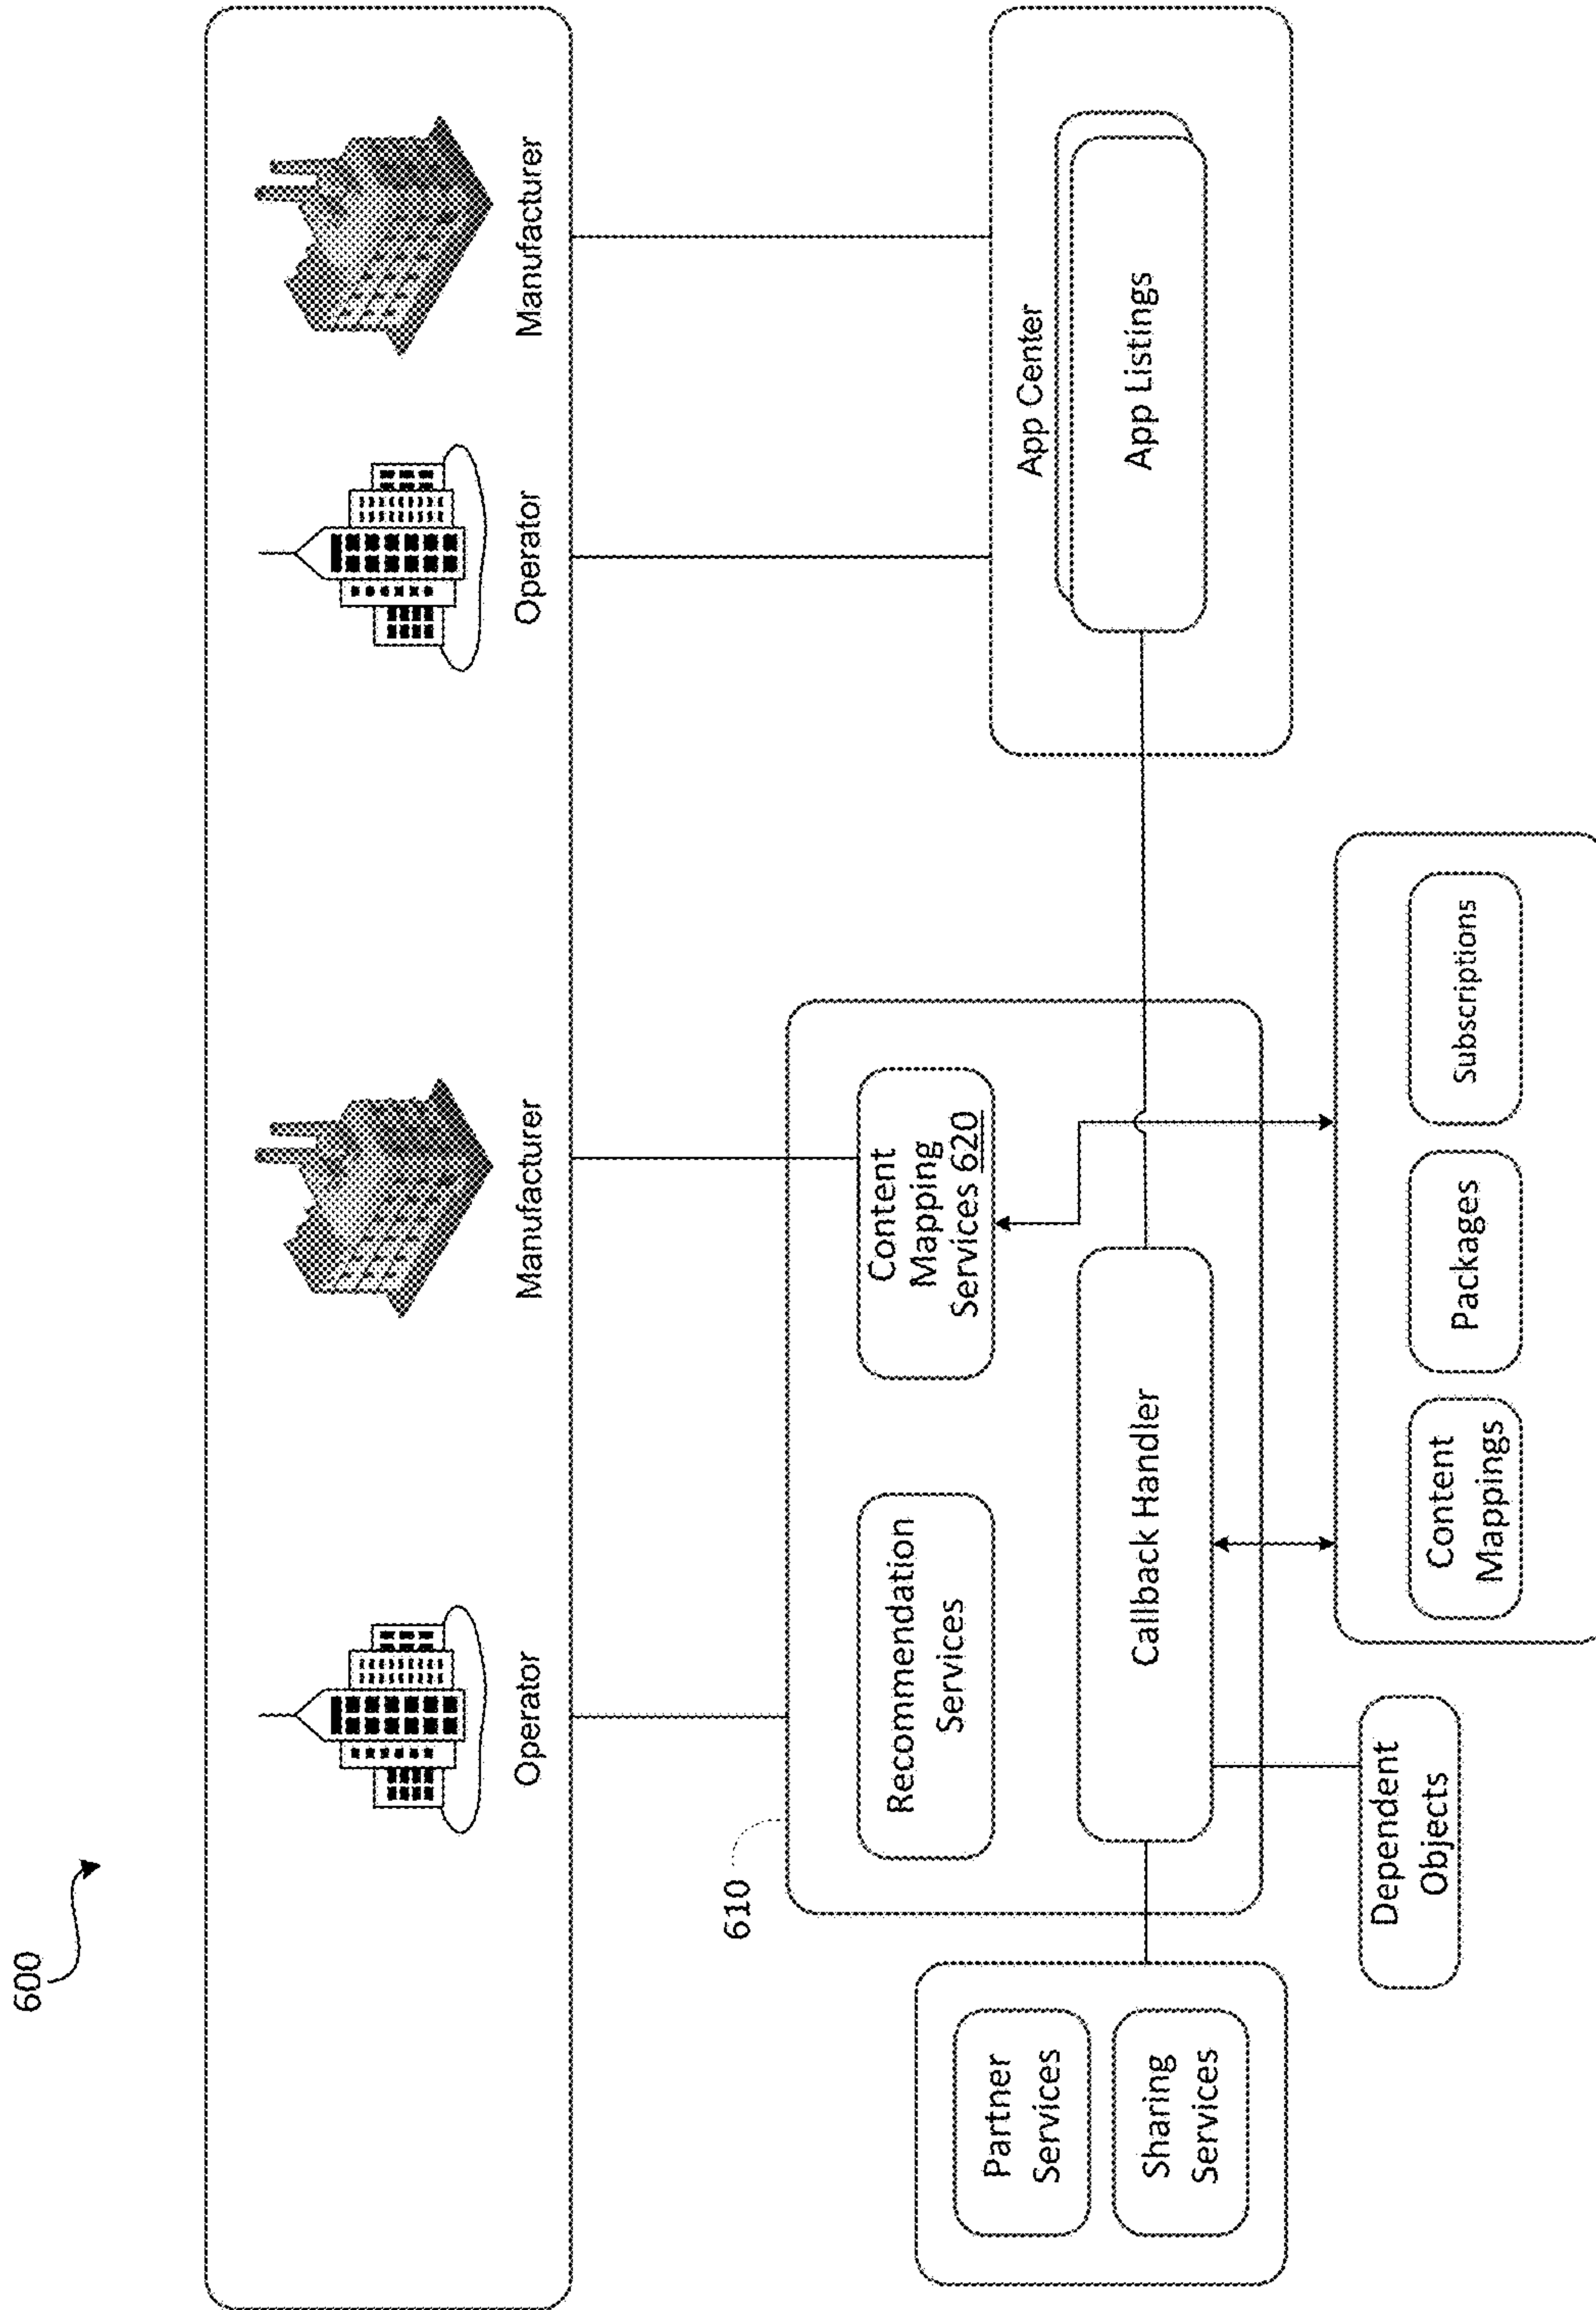 600
Operator
Manufacturer
Operator
Manufacturer
610
Recommendation
Services
Content
Mapping
Services 620
App Center
App Listings
Partner
Services
Sharing
Services
Callback Handler
Dependent
Objects
Content
Mappings
Packages
Subscriptions